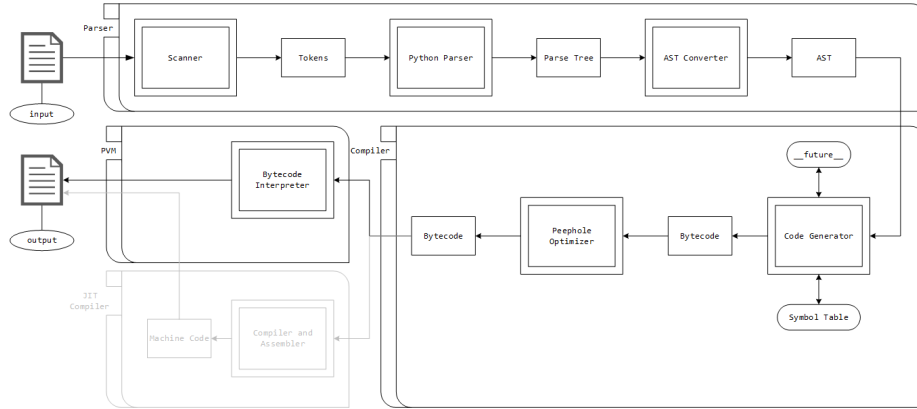 Parser
Scanner
Tokens
Python Parser
Parse Tree
AST Converter
AST
input
PVM
Bytecode
Interpreter
Compiler
__future__
Bytecode
Peephole
Optimizer
Bytecode
Code Generator
output
Symbol Table
JIT
Compiler
Machine Code
Compiler and
Assembler